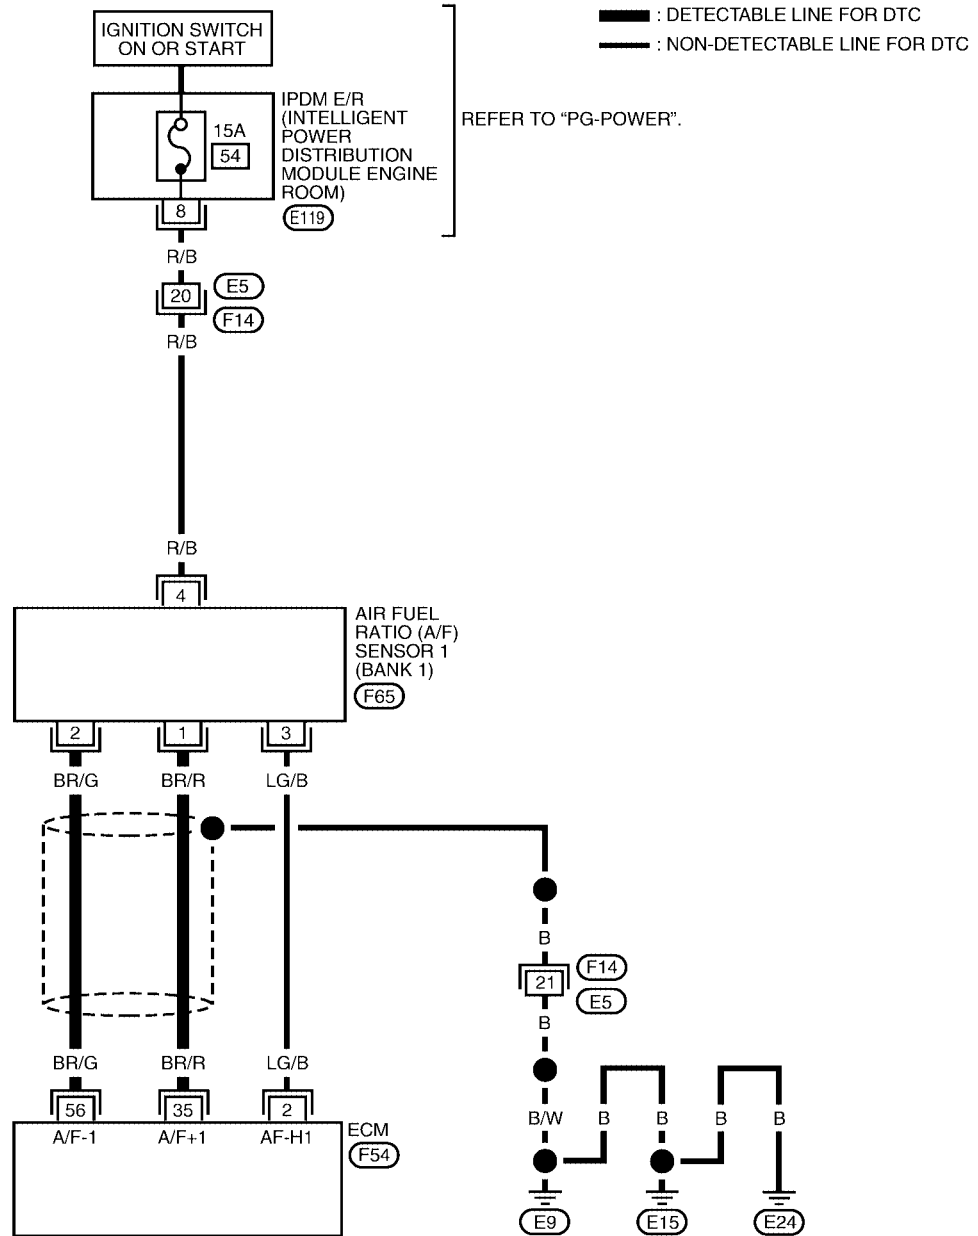 IGNITION SWITCH
ON OR START
: DETECTABLE LINE FOR DTC
: NON-DETECTABLE LINE FOR DTC
IPDM E/R
(INTELLIGENT
POWER
DISTRIBUTION
MODULE ENGINE
ROOM)
E119
15A
54
REFER TO “PG-POWER”.
8
R/B
20
E5
F14
R/B
R/B
4
AIR FUEL
RATIO (A/F)
SENSOR 1
(BANK 1)
F65
2 1 3
BR/G BR/R LG/B
B
21
F14
E5
B
BR/G BR/R LG/B
56 35 2
A/F-1 A/F+1 AF-H1
ECM
F54
B/W B B B B
E9 E15 E24